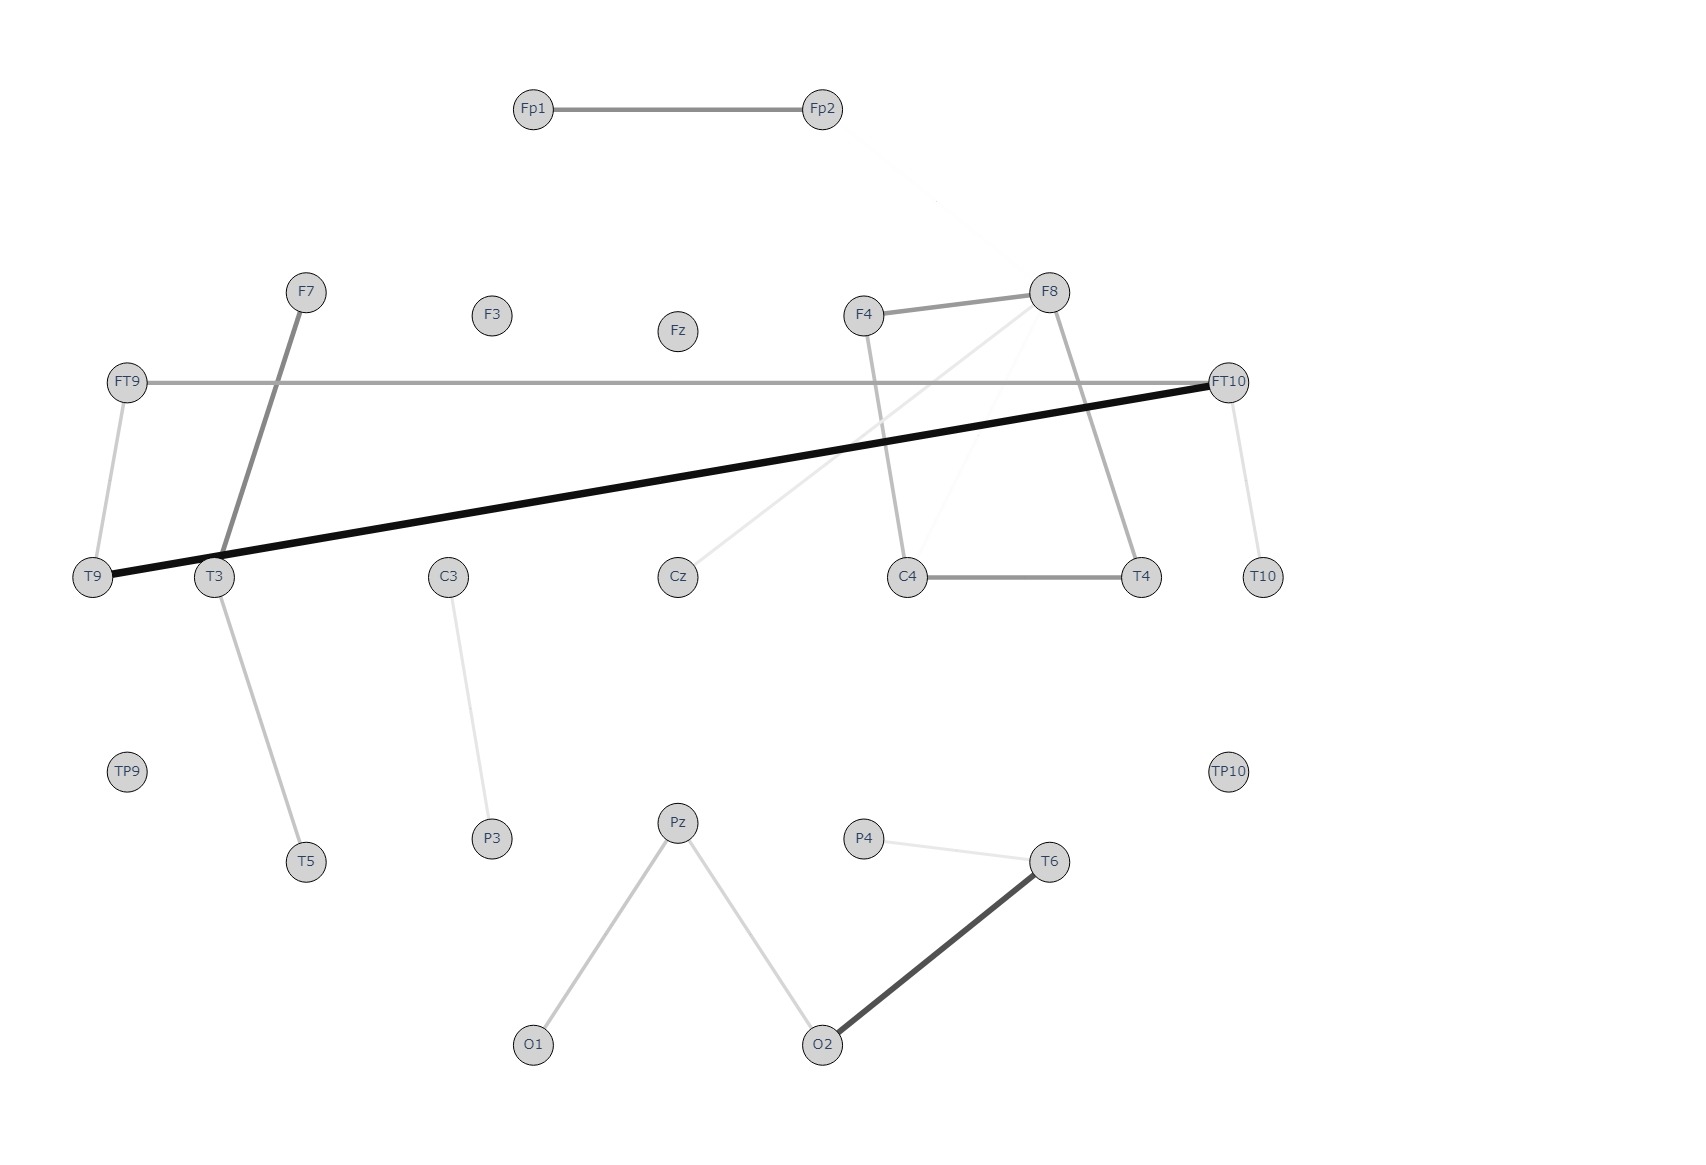 Fp1 Fp2
F7 F3 Fz F4 F8
FT9 FT10
T9 T3 C3 Cz C4 T4 T10
TP9 TP10
T5 P3 Pz P4 T6
O1 O2